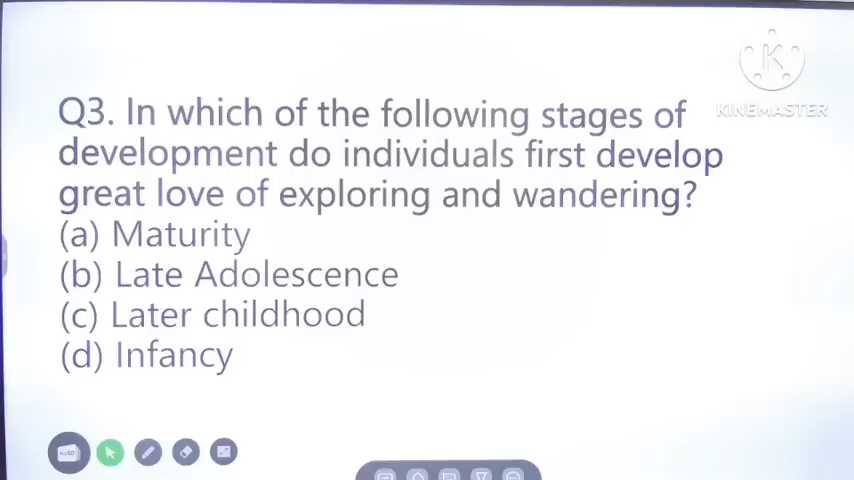 KINEMASTER
Q3. In which of the following stages of
development do individuals first develop
great love of exploring and wandering?
(a) Maturity
(b) Late Adolescence
(c) Later childhood
(d) Infancy